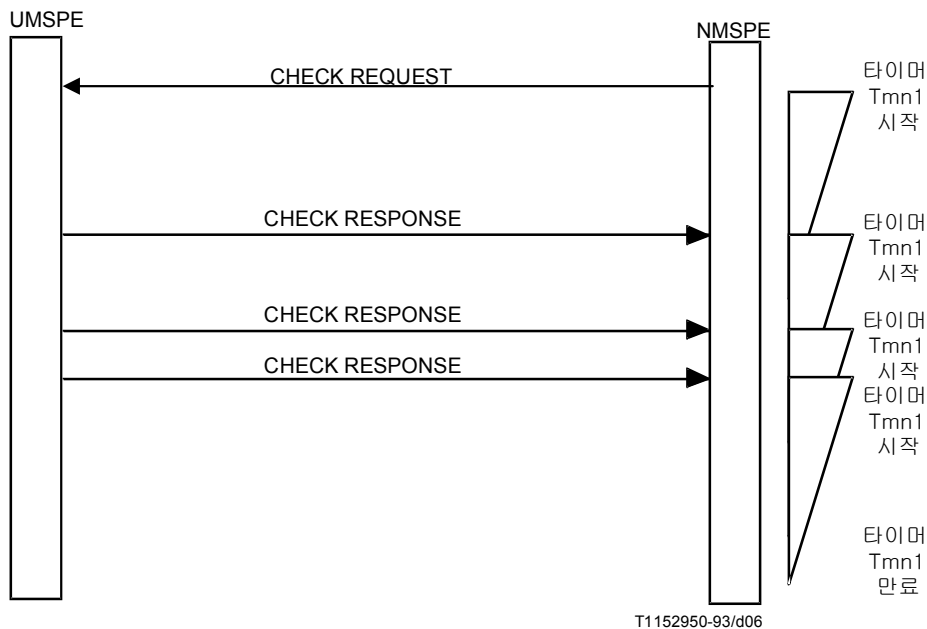 UMSPE
NMSPE
CHECK REQUEST
타이머
Tmn1
시작
CHECK RESPONSE
타이머
Tmn1
시작
CHECK RESPONSE
타이머
Tmn1
시작
CHECK RESPONSE
타이머
Tmn1
시작
타이머
Tmn1
만료
T1152950-93/d06